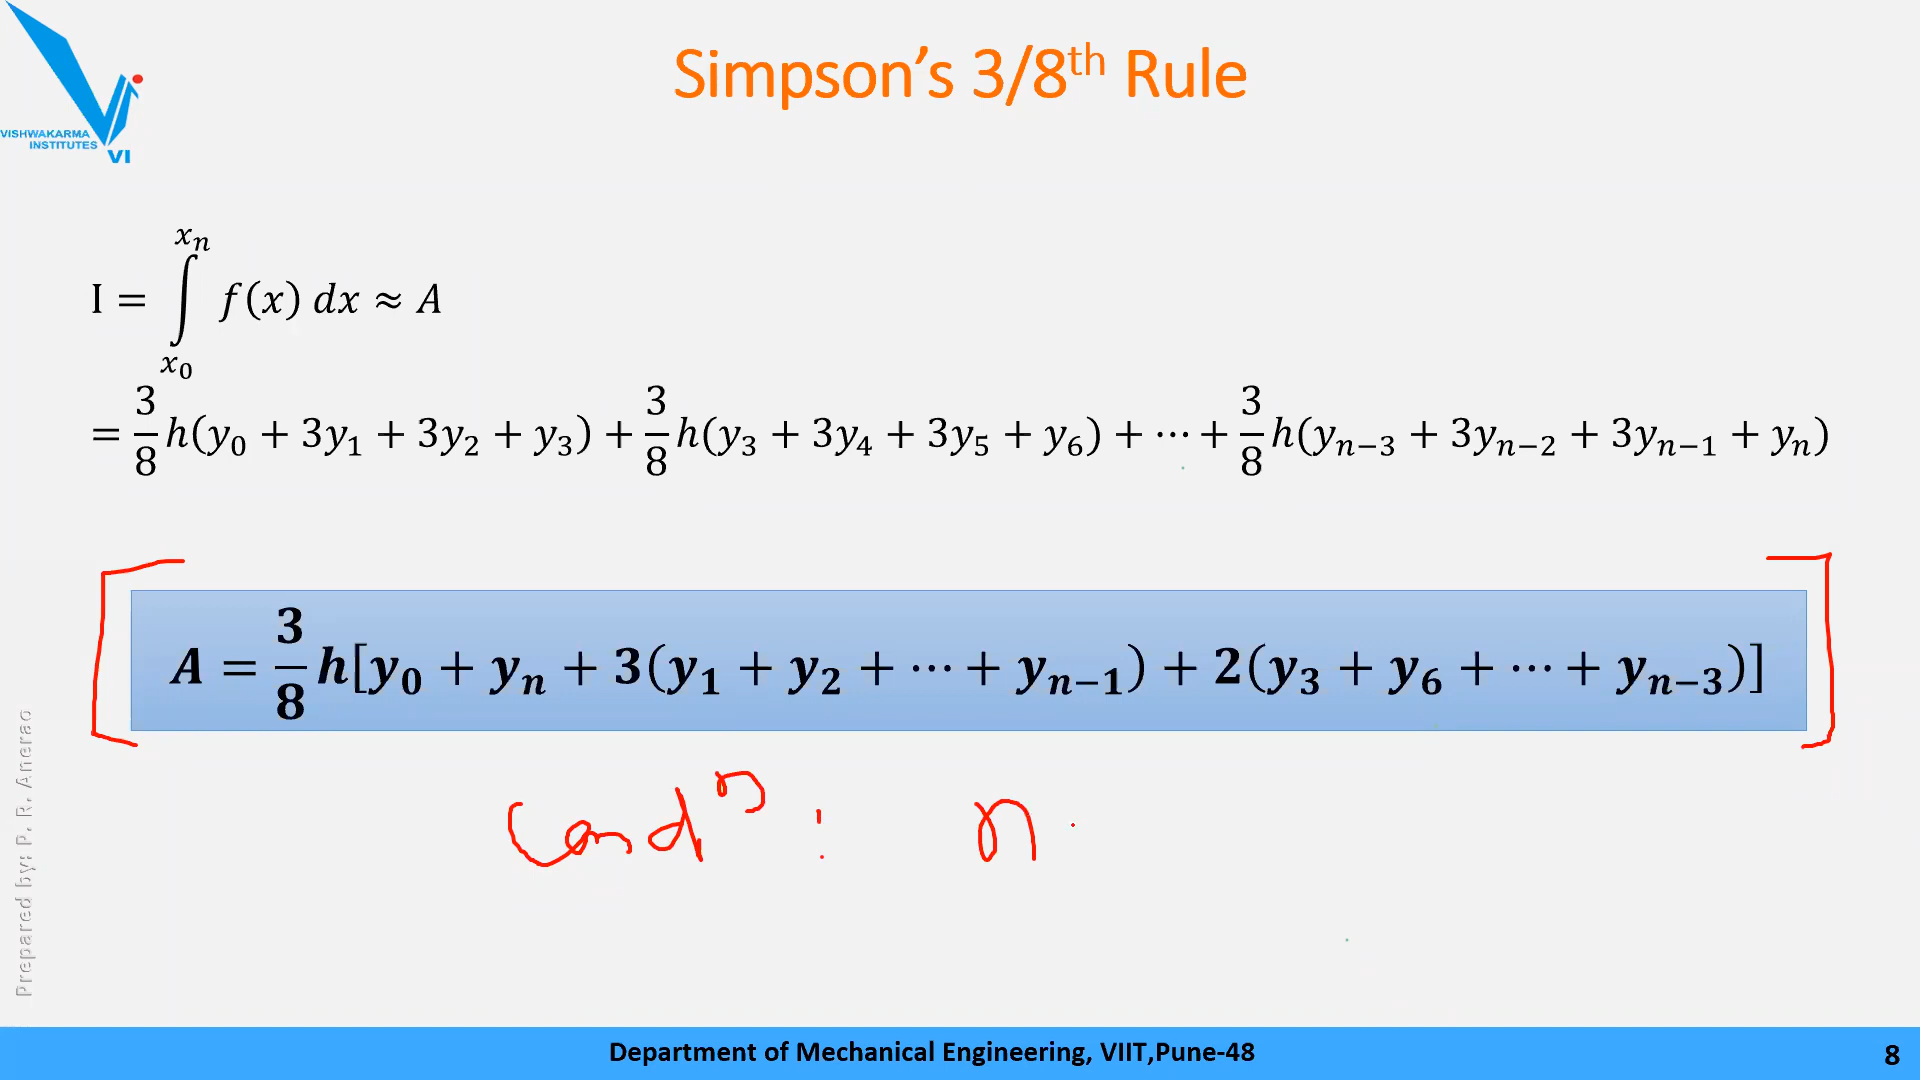 VISHWAKARMA
INSTITUTES
VI
Simpson's 3/8th Rule
I = ∫_{x_0}^{x_n} f(x) dx ≈ A
= 3/8 h(y_0 + 3y_1 + 3y_2 + y_3) + 3/8 h(y_3 + 3y_4 + 3y_5 + y_6) + ⋯ + 3/8 h(y_{n−3} + 3y_{n−2} + 3y_{n−1} + y_n)
A = 3/8 h[y_0 + y_n + 3(y_1 + y_2 + ⋯ + y_{n−1}) + 2(y_3 + y_6 + ⋯ + y_{n−3})]
Cond^n : n
Prepared by: P. R. Anerao
Department of Mechanical Engineering, VIIT,Pune-48
8